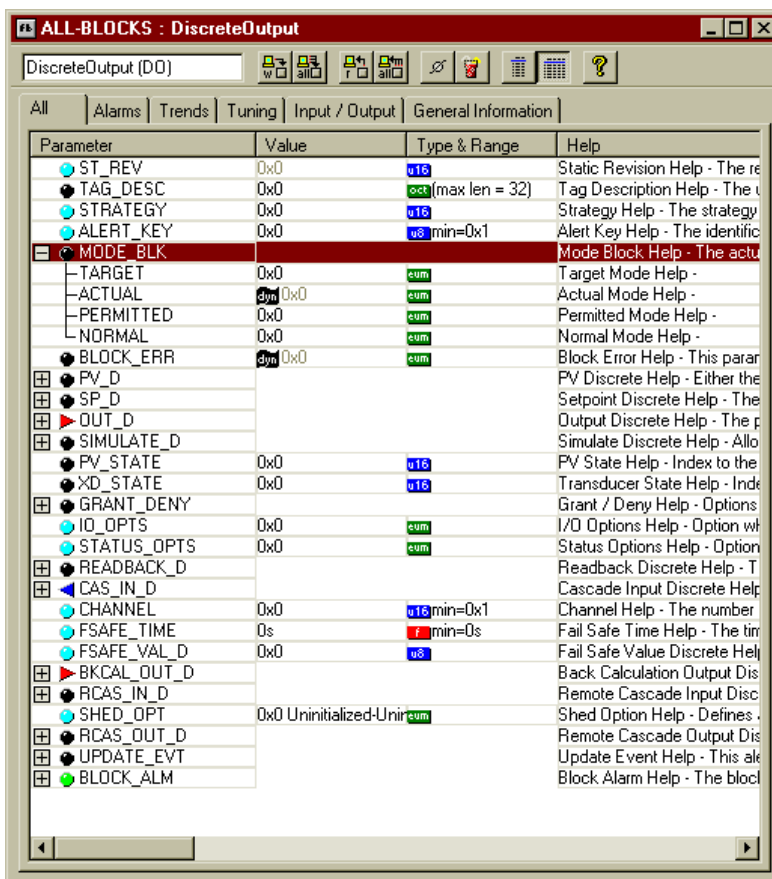 ALL-BLOCKS : DiscreteOutput
DiscreteOutput (DO)
All Alarms Trends Tuning Input / Output General Information
Parameter Value Type & Range Help
ST_REV 0x0 u16 Static Revision Help - The re
TAG_DESC 0x0 oct (max len = 32) Tag Description Help - The
STRATEGY 0x0 u16 Strategy Help - The strategy
ALERT_KEY 0x0 u8 min=0x1 Alert Key Help - The identific
MODE_BLK Mode Block Help - The actu
TARGET 0x0 eum Target Mode Help -
ACTUAL dyn 0x0 eum Actual Mode Help -
PERMITTED 0x0 eum Permitted Mode Help -
NORMAL 0x0 eum Normal Mode Help -
BLOCK_ERR dyn 0x0 eum Block Error Help - This parar
PV_D PV Discrete Help - Either the
SP_D Setpoint Discrete Help - The
OUT_D Output Discrete Help - The p
SIMULATE_D Simulate Discrete Help - Allo
PV_STATE 0x0 u16 PV State Help - Index to the
XD_STATE 0x0 u16 Transducer State Help - Inde
GRANT_DENY Grant / Deny Help - Options
IO_OPTS 0x0 eum I/O Options Help - Option wh
STATUS_OPTS 0x0 eum Status Options Help - Option
READBACK_D Readback Discrete Help - T
CAS_IN_D Cascade Input Discrete Help
CHANNEL 0x0 u16 min=0x1 Channel Help - The number
FSAFE_TIME 0s f min=0s Fail Safe Time Help - The tim
FSAFE_VAL_D 0x0 u8 Fail Safe Value Discrete Help
BKCAL_OUT_D Back Calculation Output Dis
RCAS_IN_D Remote Cascade Input Disc
SHED_OPT 0x0 Uninitialized-Unir eum Shed Option Help - Defines
RCAS_OUT_D Remote Cascade Output Dis
UPDATE_EVT Update Event Help - This ale
BLOCK_ALM Block Alarm Help - The blocl